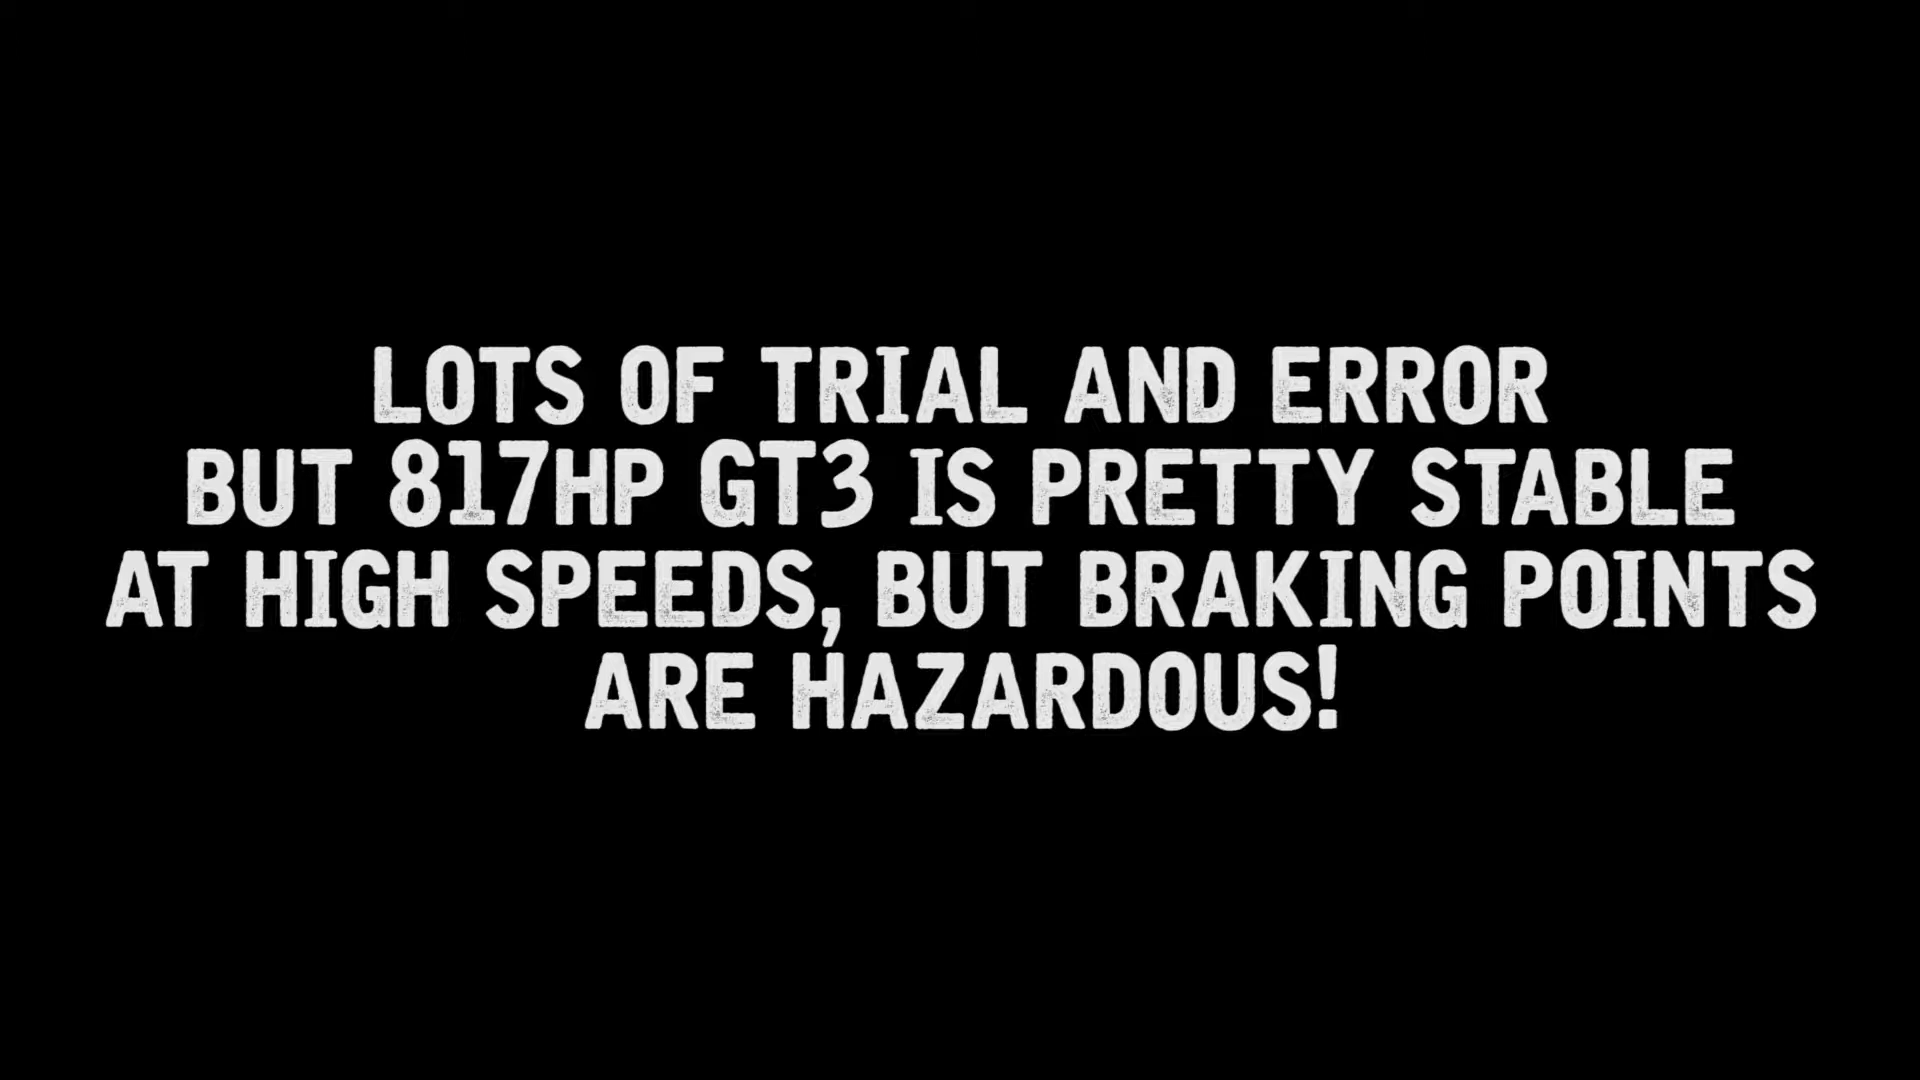 LOTS OF TRIAL AND ERROR
BUT 817HP GT3 IS PRETTY STABLE
AT HIGH SPEEDS, BUT BRAKING POINTS
ARE HAZARDOUS!